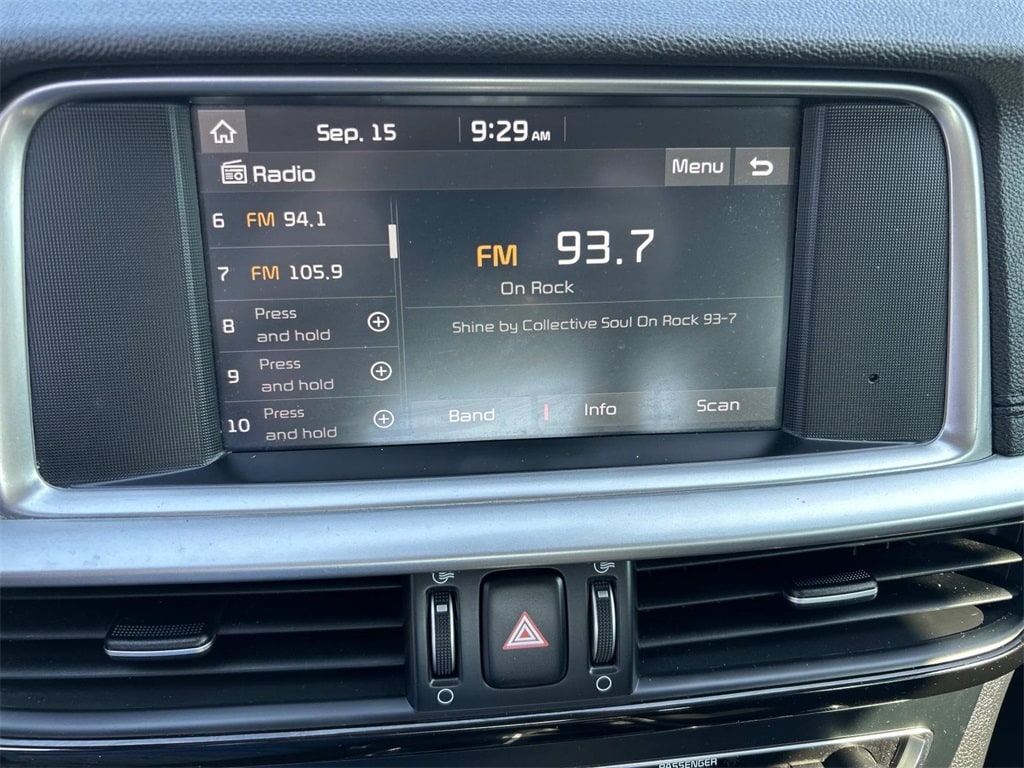 Sep. 15 9:29 AM
Radio Menu
6 FM 94.1
7 FM 105.9
8 Press and hold
9 Press and hold
10 Press and hold
FM 93.7
On Rock
Shine by Collective Soul On Rock 93-7
Band Info Scan
PASSENGER